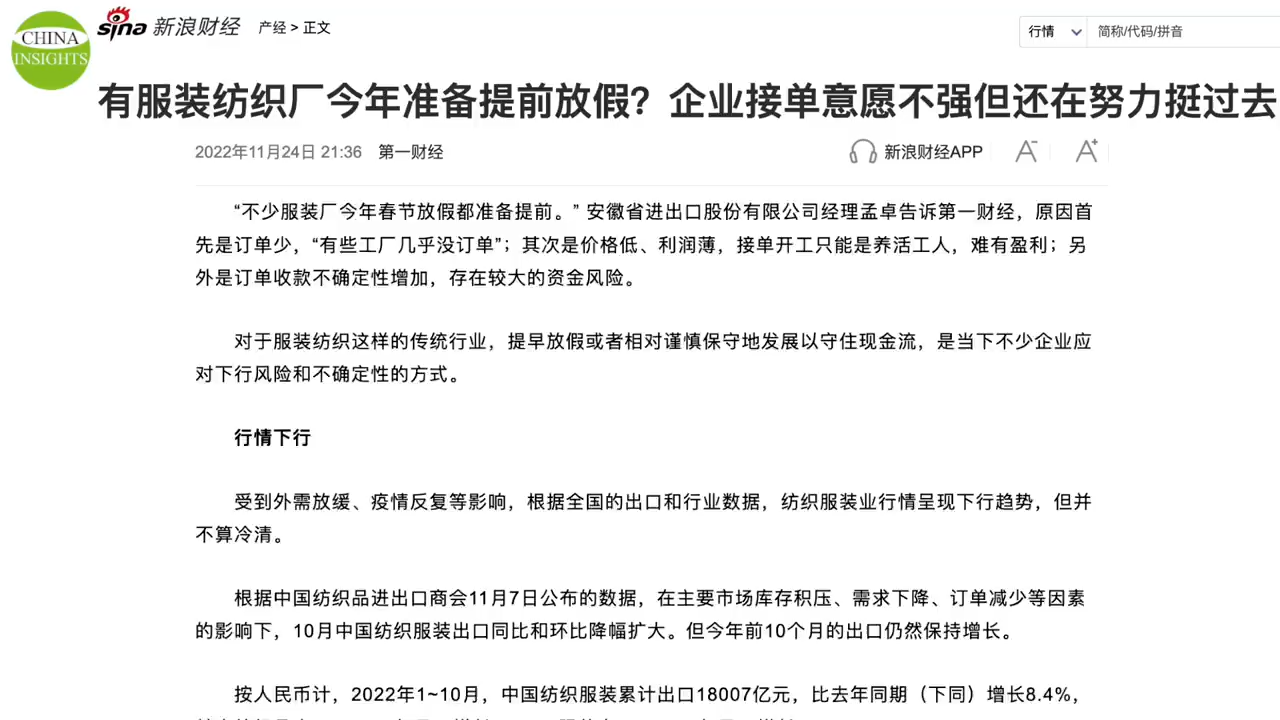 CHINA
INSIGHTS
sina 新浪财经 产经 > 正文
行情 简称/代码/拼音
有服装纺织厂今年准备提前放假？企业接单意愿不强但还在努力挺过去
2022年11月24日 21:36 第一财经
新浪财经APP A- A+
“不少服装厂今年春节放假都准备提前。” 安徽省进出口股份有限公司经理孟卓告诉第一财经，原因首
先是订单少，“有些工厂几乎没订单”；其次是价格低、利润薄，接单开工只能是养活工人，难有盈利；另
外是订单收款不确定性增加，存在较大的资金风险。
对于服装纺织这样的传统行业，提早放假或者相对谨慎保守地发展以守住现金流，是当下不少企业应
对下行风险和不确定性的方式。
行情下行
受到外需放缓、疫情反复等影响，根据全国的出口和行业数据，纺织服装业行情呈现下行趋势，但并
不算冷清。
根据中国纺织品进出口商会11月7日公布的数据，在主要市场库存积压、需求下降、订单减少等因素
的影响下，10月中国纺织服装出口同比和环比降幅扩大。但今年前10个月的出口仍然保持增长。
按人民币计，2022年1~10月，中国纺织服装累计出口18007亿元，比去年同期（下同）增长8.4%，